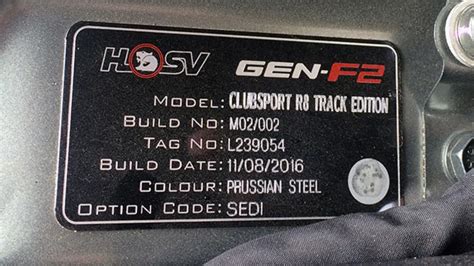 HSV GEN-F2
MODEL: CLUBSPORT R8 TRACK EDITION
BUILD NO: M02/002
TAG NO: L239054
BUILD DATE: 11/08/2016
COLOUR: PRUSSIAN STEEL
OPTION CODE: SEDI